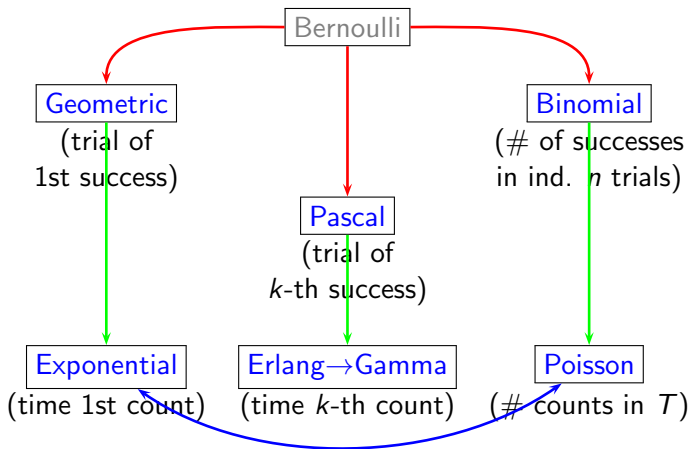 Bernoulli
Geometric
(trial of
1st success)
Binomial
(# of successes
in ind. n trials)
Pascal
(trial of
k-th success)
Exponential
(time 1st count)
Erlang→Gamma
(time k-th count)
Poisson
(# counts in T)